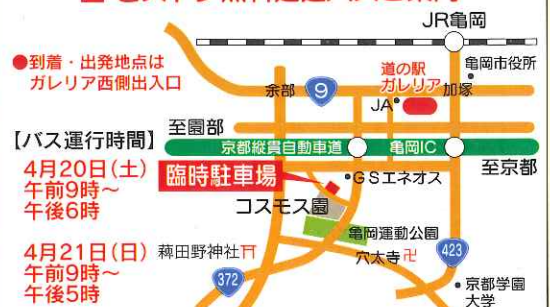 JR亀岡
●到着・出発地点は
ガレリア西側出入口
道の駅
ガレリア
亀岡市役所
余部
9
JA
加塚
【バス運行時間】
至園部
京都縦貫自動車道
亀岡IC
至京都
4月20日(土)
午前9時~
午後6時
臨時駐車場
GSエネオス
コスモス園
亀岡運動公園
4月21日(日)
午前9時~
午後5時
薭田野神社
穴太寺卍
423
372
京都学園
大学